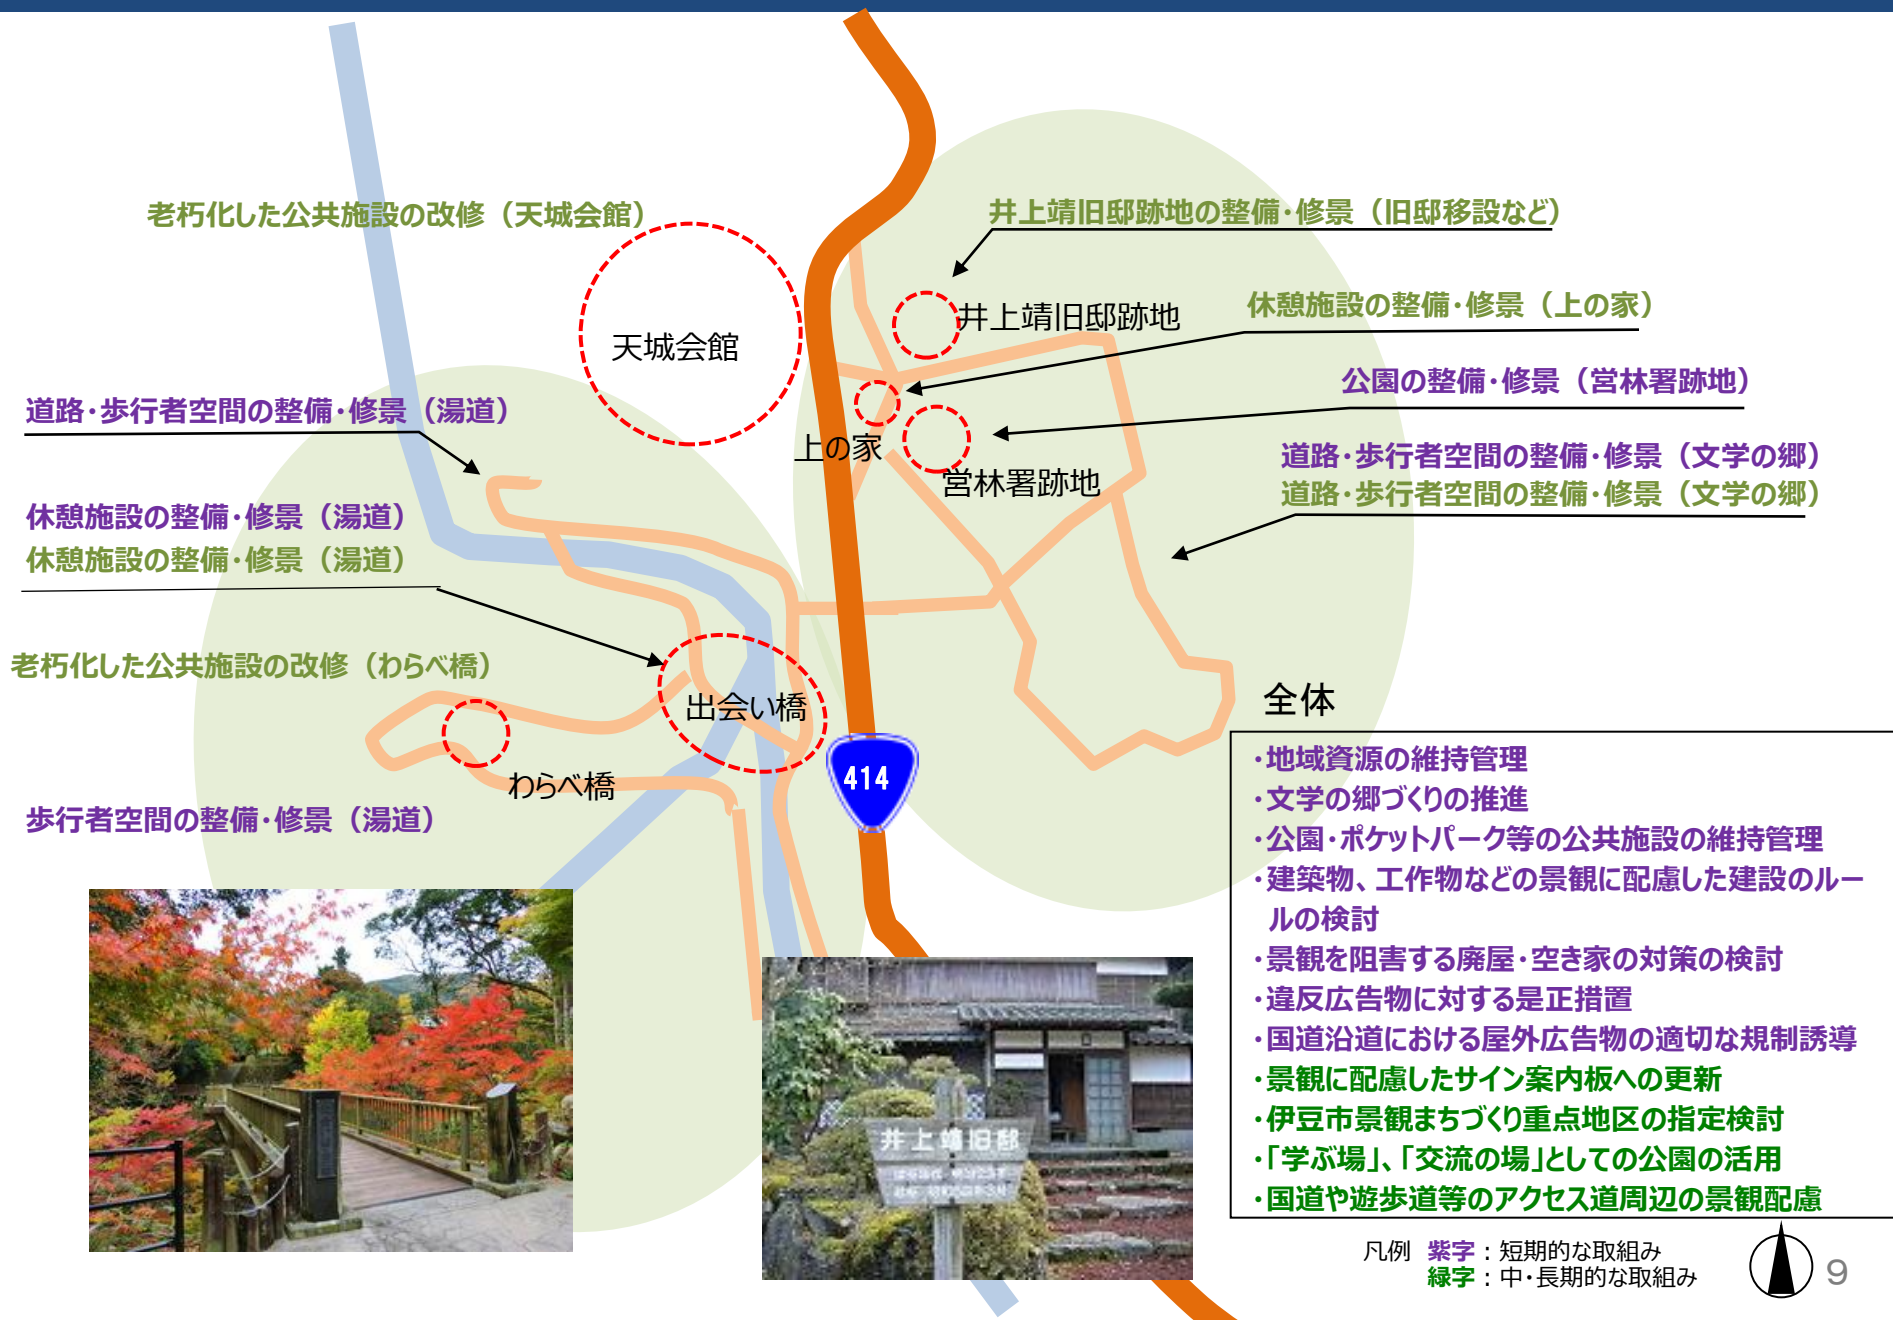 老朽化した公共施設の改修（天城会館）
井上靖旧邸跡地の整備・修景（旧邸移設など）
休憩施設の整備・修景（上の家）
井上靖旧邸跡地
天城会館
公園の整備・修景（営林署跡地）
道路・歩行者空間の整備・修景（湯道）
上の家
営林署跡地
道路・歩行者空間の整備・修景（文学の郷）
道路・歩行者空間の整備・修景（文学の郷）
休憩施設の整備・修景（湯道）
休憩施設の整備・修景（湯道）
老朽化した公共施設の改修（わらべ橋）
出会い橋
わらべ橋
414
歩行者空間の整備・修景（湯道）
全体
・地域資源の維持管理
・文学の郷づくりの推進
・公園・ポケットパーク等の公共施設の維持管理
・建築物、工作物などの景観に配慮した建設のルー
ルの検討
・景観を阻害する廃屋・空き家の対策の検討
・違反広告物に対する是正措置
・国道沿道における屋外広告物の適切な規制誘導
・景観に配慮したサイン案内板への更新
・伊豆市景観まちづくり重点地区の指定検討
・「学ぶ場」、「交流の場」としての公園の活用
・国道や遊歩道等のアクセス道周辺の景観配慮
井上靖旧邸
凡例 紫字：短期的な取組み
緑字：中・長期的な取組み
9